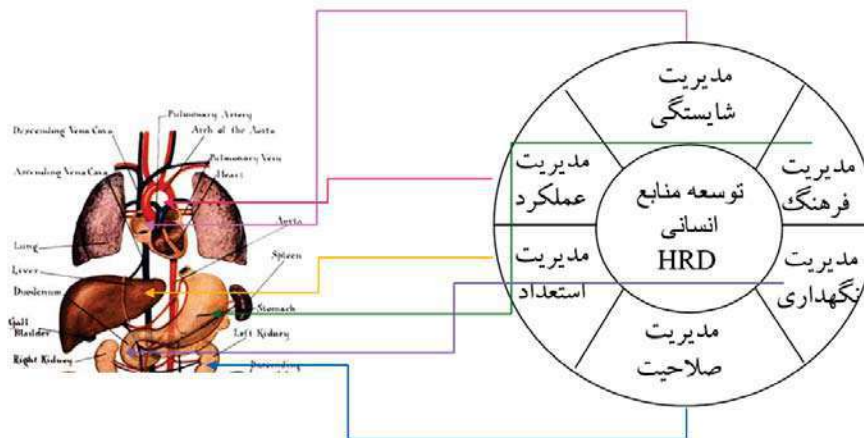 Pulmonary Artery
Descending Vena Cava
Arch of the Aorta
Ascending Vena Cava
Pulmonary Very
Heart
Aorta
Lung
Spleen
Liver
Duodenum
Stomach
Gall
Bladder
Left Kidney
Right Kidney
Descending
مدیریت
شایستگی
مدیریت
فرهنگ
مدیریت
نگهداری
مدیریت
صلاحیت
مدیریت
استعداد
مدیریت
عملکرد
توسعه منابع
انسانی
HRD